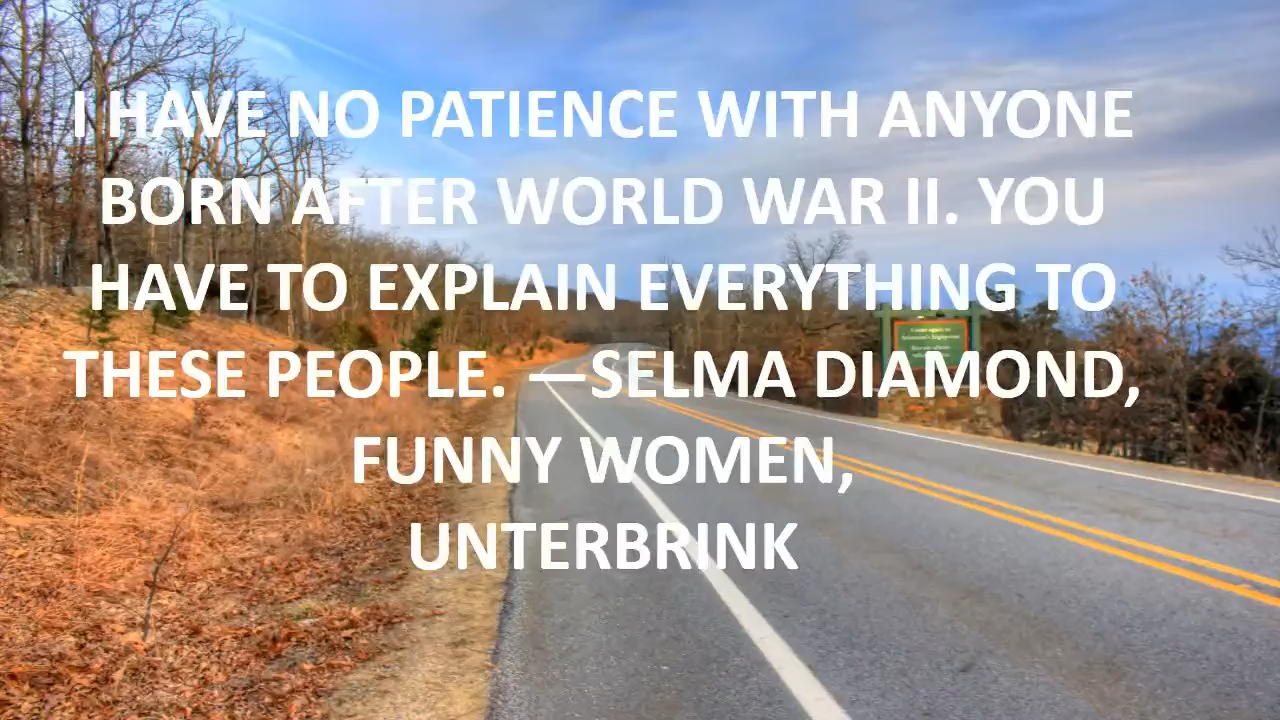 I HAVE NO PATIENCE WITH ANYONE
BORN AFTER WORLD WAR II. YOU
HAVE TO EXPLAIN EVERYTHING TO
THESE PEOPLE. —SELMA DIAMOND,
FUNNY WOMEN,
UNTERBRINK